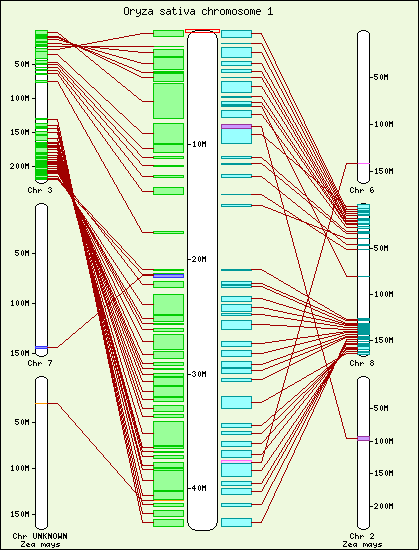 Oryza sativa chromosome 1
50M
100M
150M
200M
Chr 3
50M
100M
150M
Chr 7
50M
100M
150M
Chr UNKNOWN
Zea mays
10M
20M
30M
40M
50M
100M
150M
Chr 6
50M
100M
150M
Chr 8
50M
100M
150M
200M
Chr 2
Zea mays